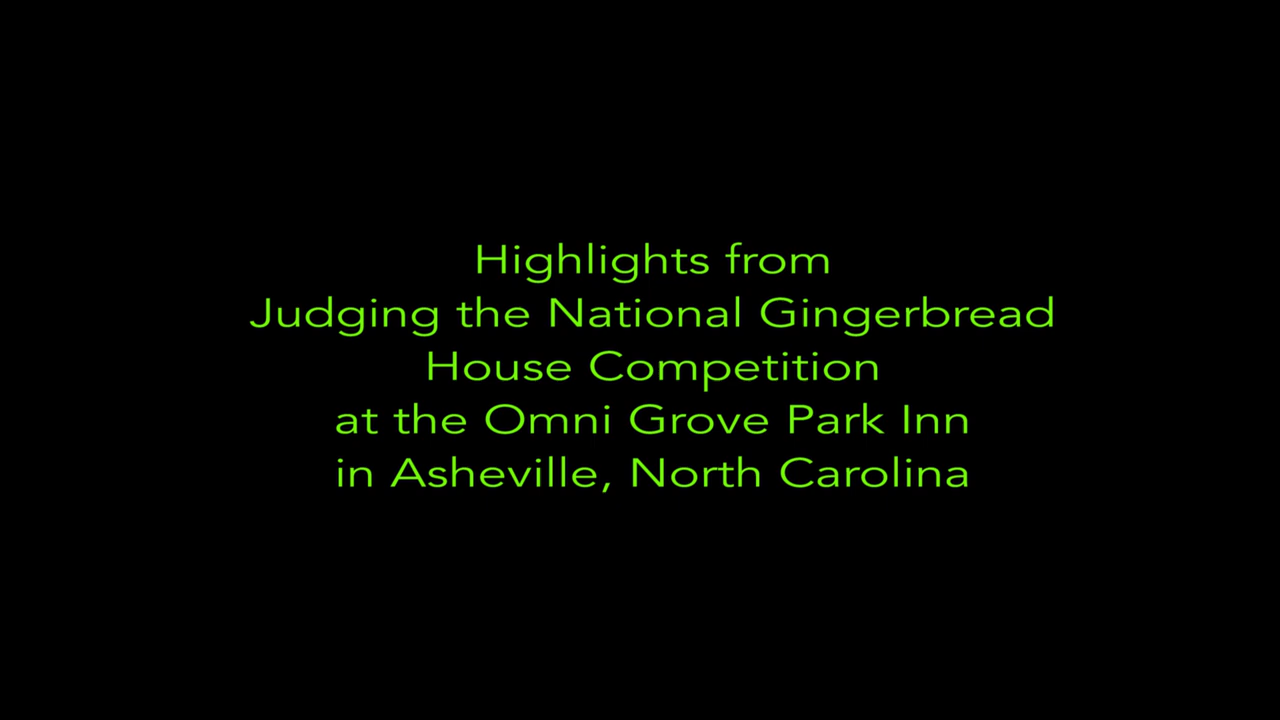 Highlights from
Judging the National Gingerbread
House Competition
at the Omni Grove Park Inn
in Asheville, North Carolina